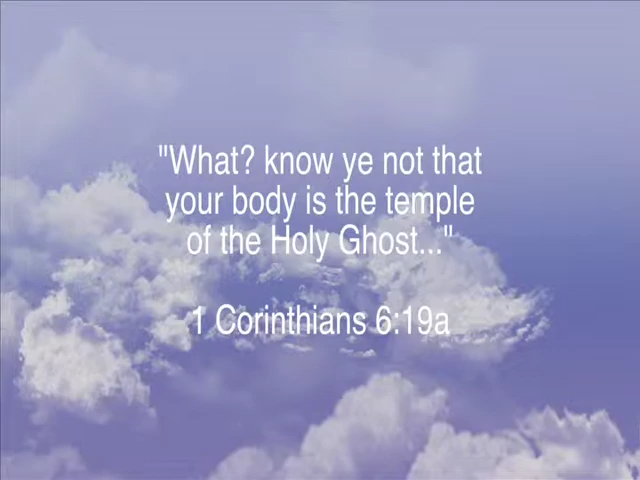 "What? know ye not that
your body is the temple
of the Holy Ghost..."
1 Corinthians 6:19a